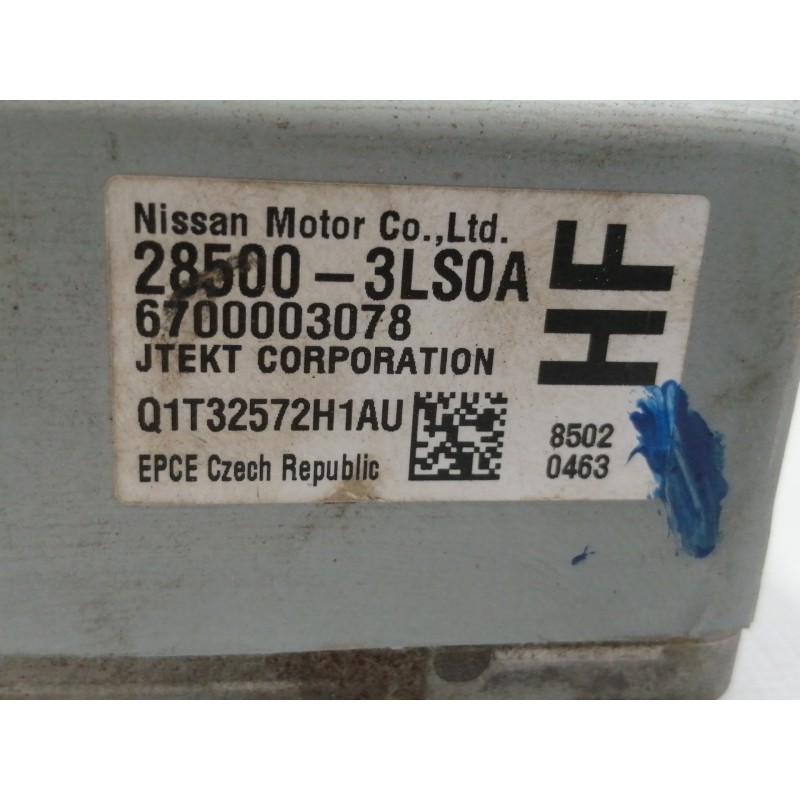 Nissan Motor Co.,Ltd.
28500-3LS0A
6700003078
JTEKT CORPORATION
Q1T32572H1AU
EPCE Czech Republic
HF
8502
0463